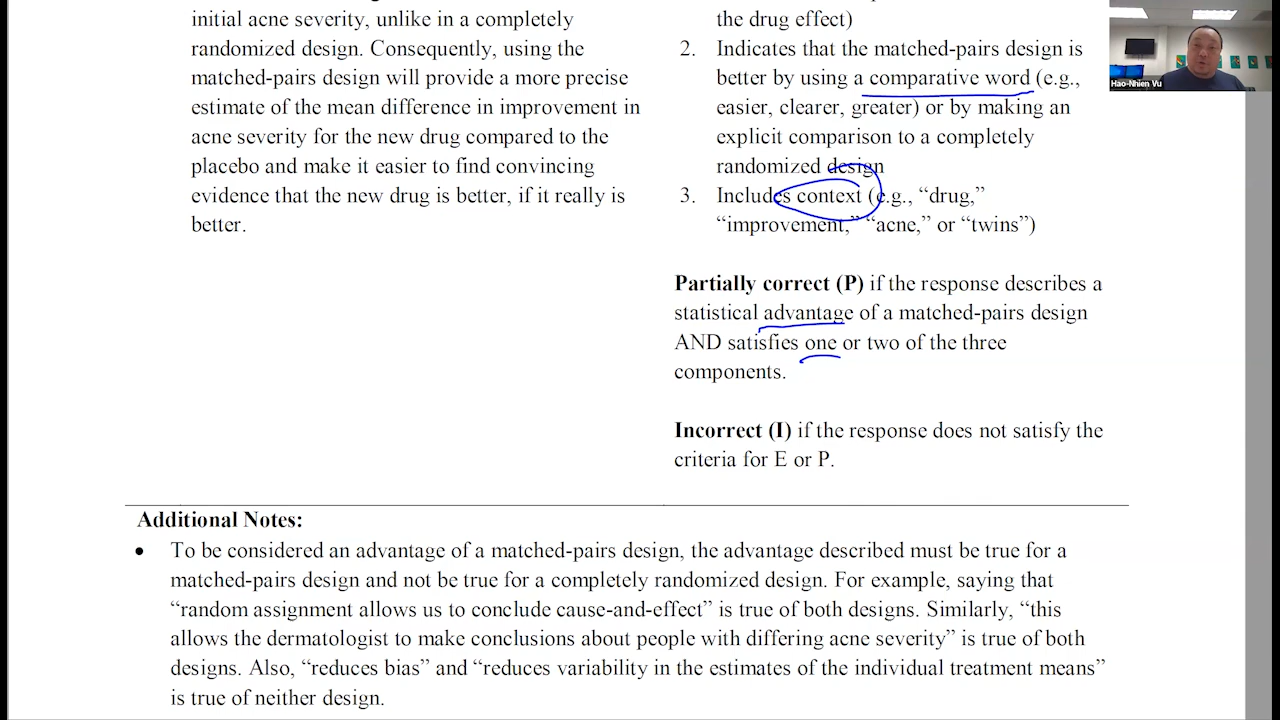 initial acne severity, unlike in a completely
randomized design. Consequently, using the
matched-pairs design will provide a more precise
estimate of the mean difference in improvement in
acne severity for the new drug compared to the
placebo and make it easier to find convincing
evidence that the new drug is better, if it really is
better.
the drug effect)
2. Indicates that the matched-pairs design is
better by using a comparative word (e.g.,
easier, clearer, greater) or by making an
explicit comparison to a completely
randomized design
3. Includes context (e.g., “drug,”
“improvement,” “acne,” or “twins”)
Partially correct (P) if the response describes a
statistical advantage of a matched-pairs design
AND satisfies one or two of the three
components.
Incorrect (I) if the response does not satisfy the
criteria for E or P.
Additional Notes:
• To be considered an advantage of a matched-pairs design, the advantage described must be true for a
matched-pairs design and not be true for a completely randomized design. For example, saying that
“random assignment allows us to conclude cause-and-effect” is true of both designs. Similarly, “this
allows the dermatologist to make conclusions about people with differing acne severity” is true of both
designs. Also, “reduces bias” and “reduces variability in the estimates of the individual treatment means”
is true of neither design.
Hao-Nhien Vu